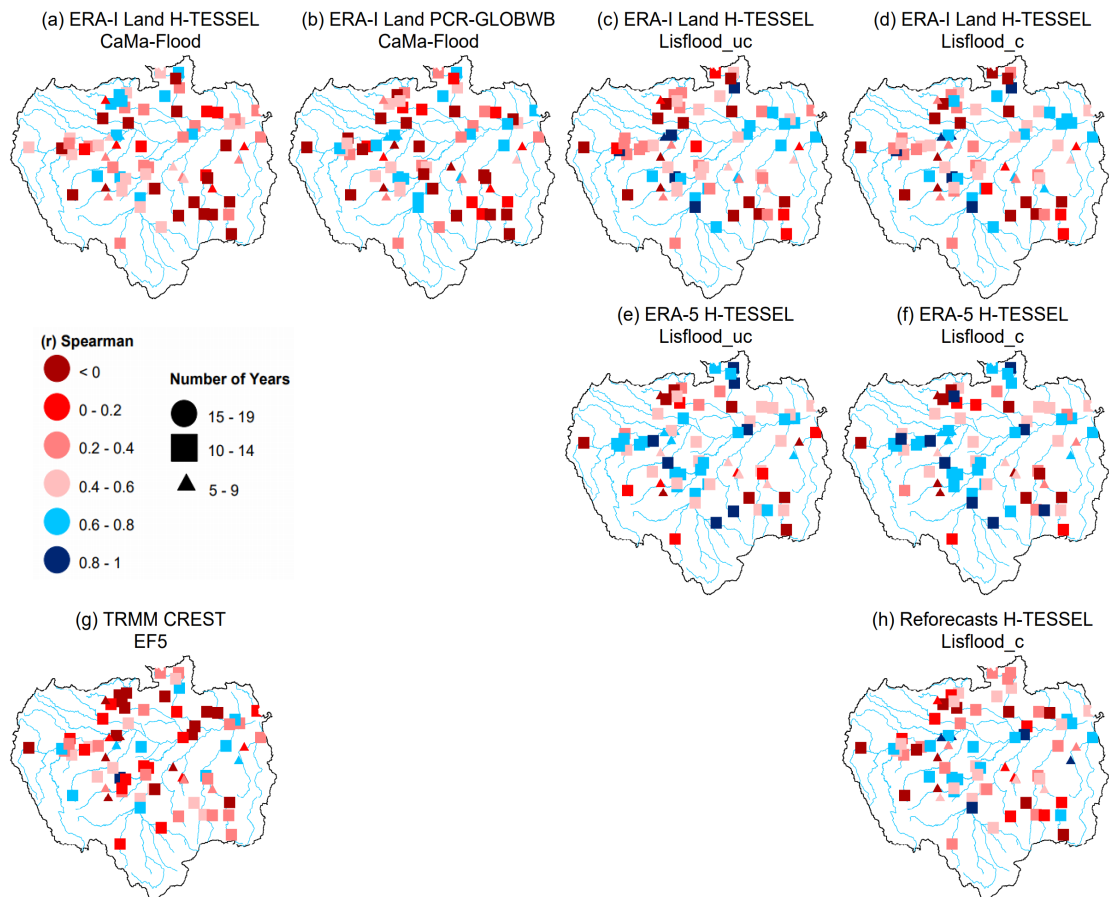 (a) ERA-I Land H-TESSEL
CaMa-Flood
(b) ERA-I Land PCR-GLOBWB
CaMa-Flood
(c) ERA-I Land H-TESSEL
Lisflood_uc
(d) ERA-I Land H-TESSEL
Lisflood_c
(e) ERA-5 H-TESSEL
Lisflood_uc
(f) ERA-5 H-TESSEL
Lisflood_c
(r) Spearman
< 0
0 - 0.2
0.2 - 0.4
0.4 - 0.6
0.6 - 0.8
0.8 - 1
Number of Years
15 - 19
10 - 14
5 - 9
(g) TRMM CREST
EF5
(h) Reforecasts H-TESSEL
Lisflood_c